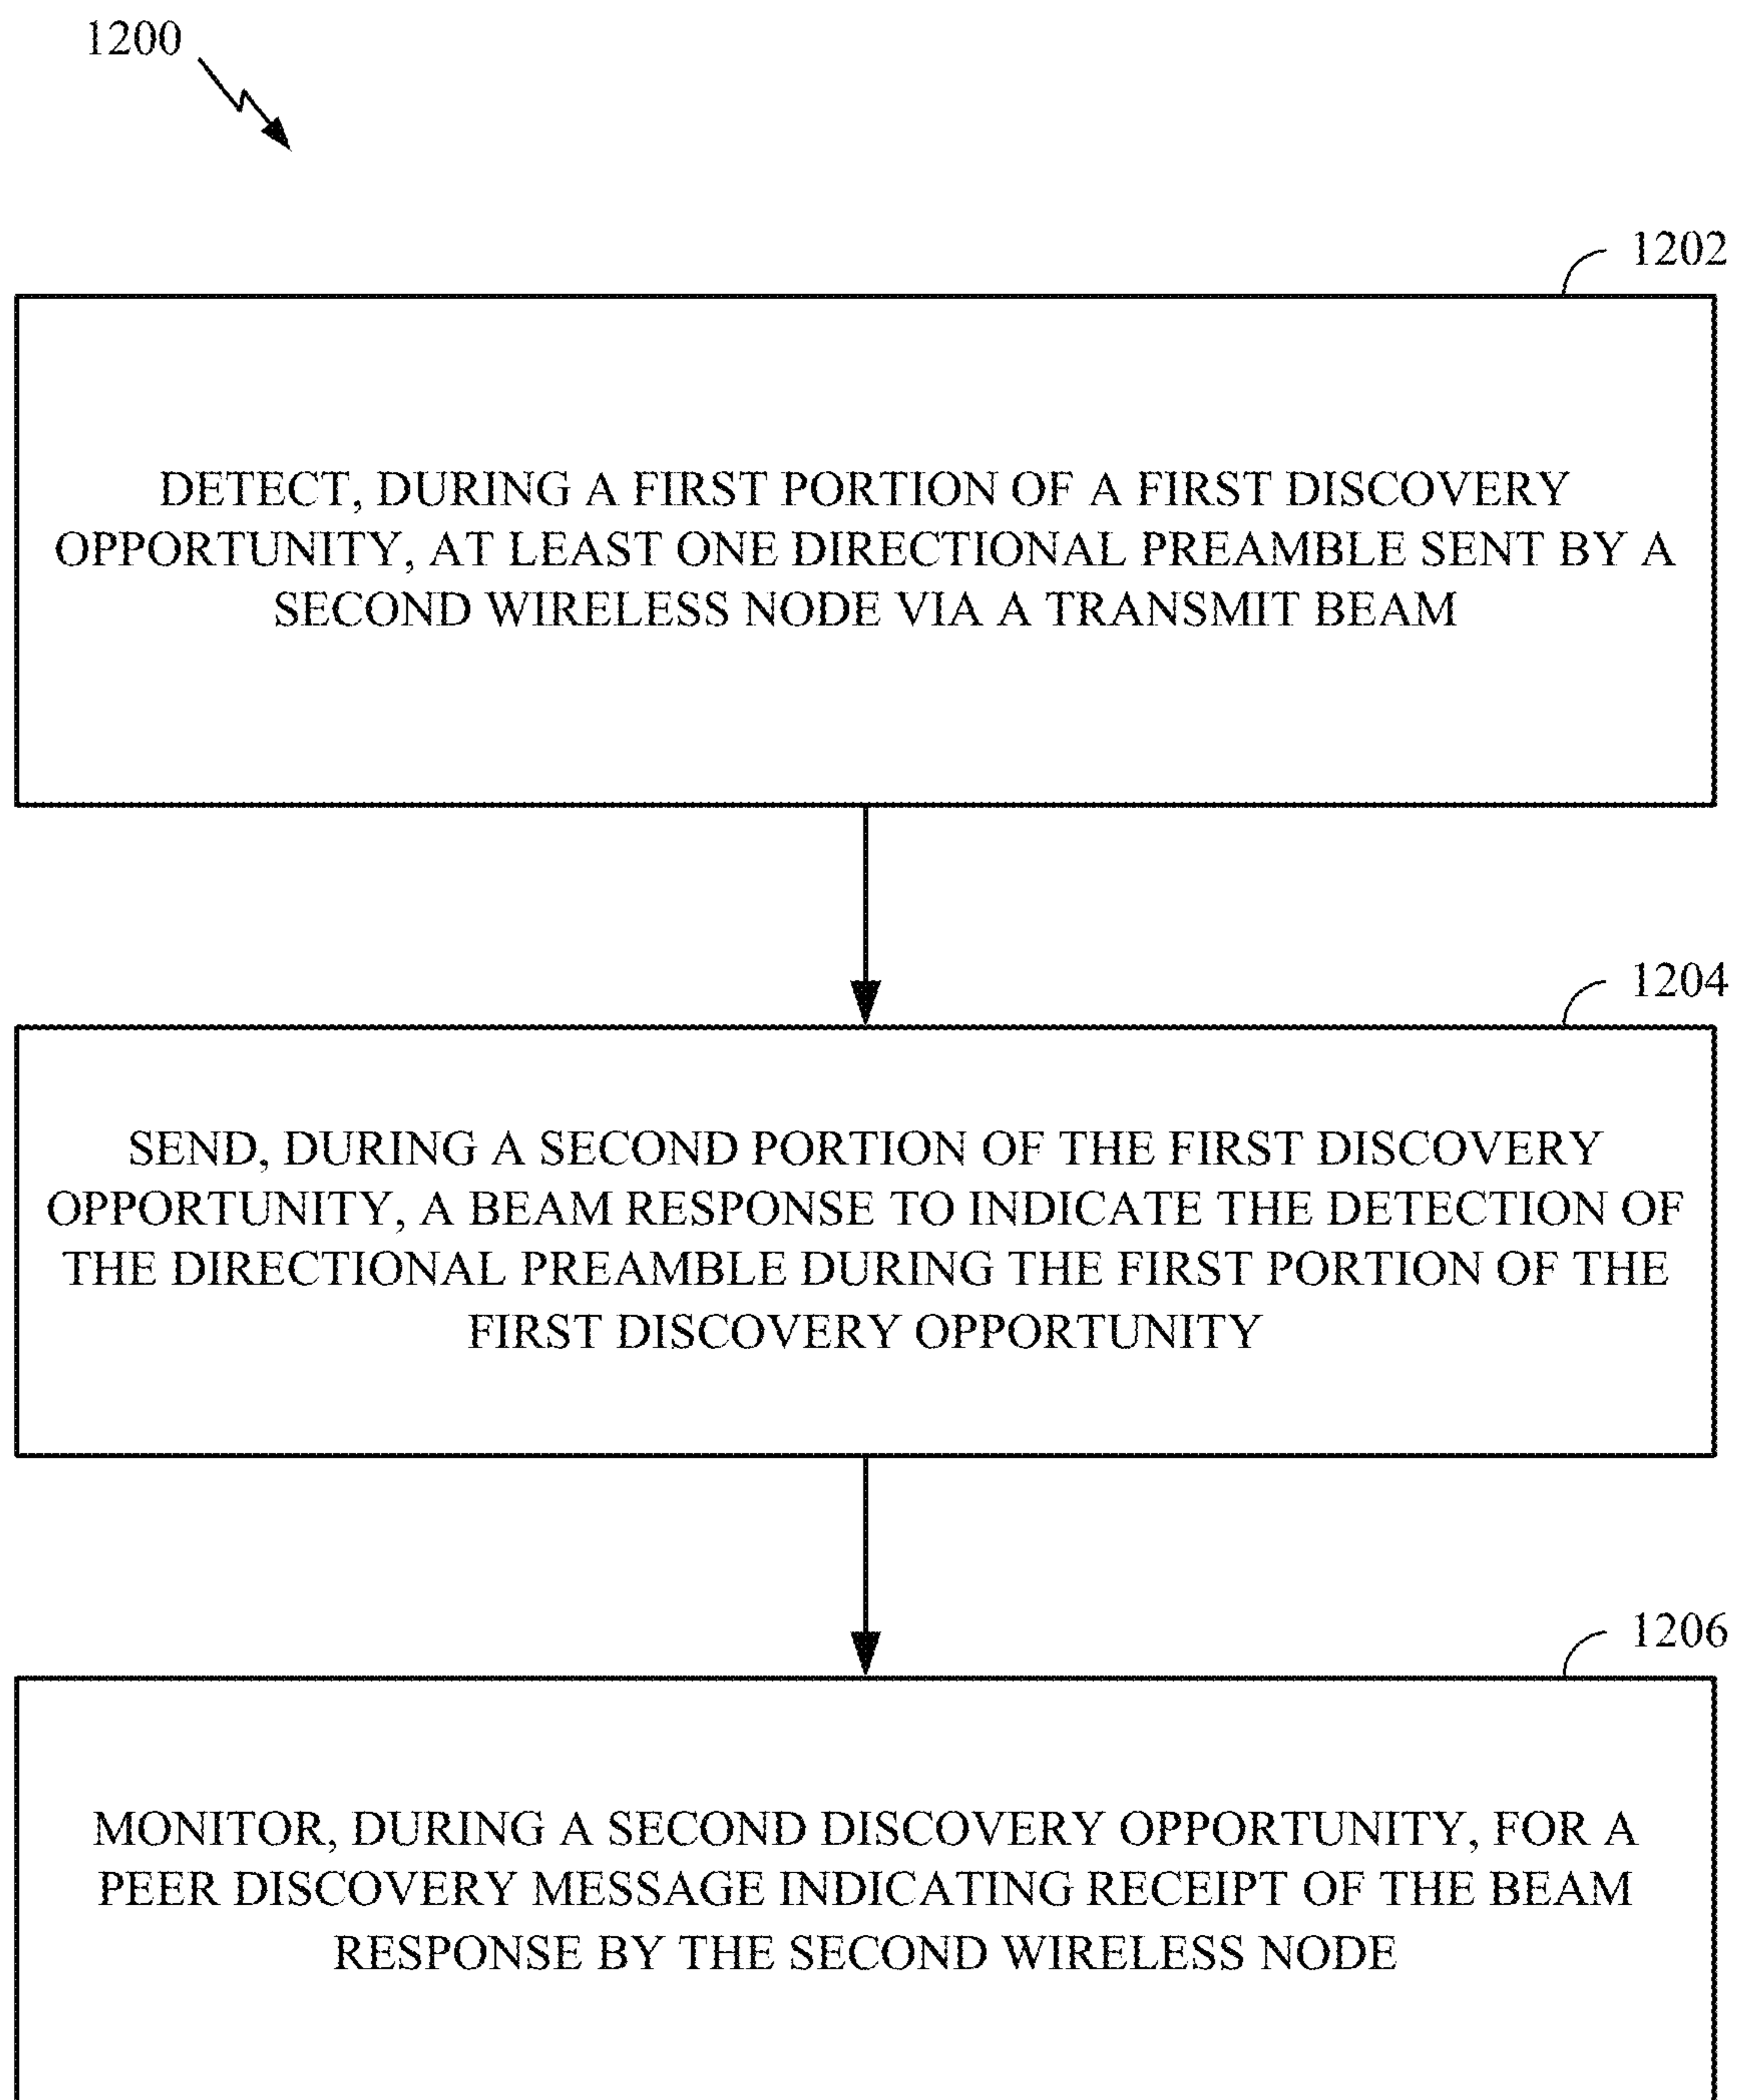 1200
1202
DETECT, DURING A FIRST PORTION OF A FIRST DISCOVERY
OPPORTUNITY, AT LEAST ONE DIRECTIONAL PREAMBLE SENT BY A
SECOND WIRELESS NODE VIA A TRANSMIT BEAM
1204
SEND, DURING A SECOND PORTION OF THE FIRST DISCOVERY
OPPORTUNITY, A BEAM RESPONSE TO INDICATE THE DETECTION OF
THE DIRECTIONAL PREAMBLE DURING THE FIRST PORTION OF THE
FIRST DISCOVERY OPPORTUNITY
1206
MONITOR, DURING A SECOND DISCOVERY OPPORTUNITY, FOR A
PEER DISCOVERY MESSAGE INDICATING RECEIPT OF THE BEAM
RESPONSE BY THE SECOND WIRELESS NODE